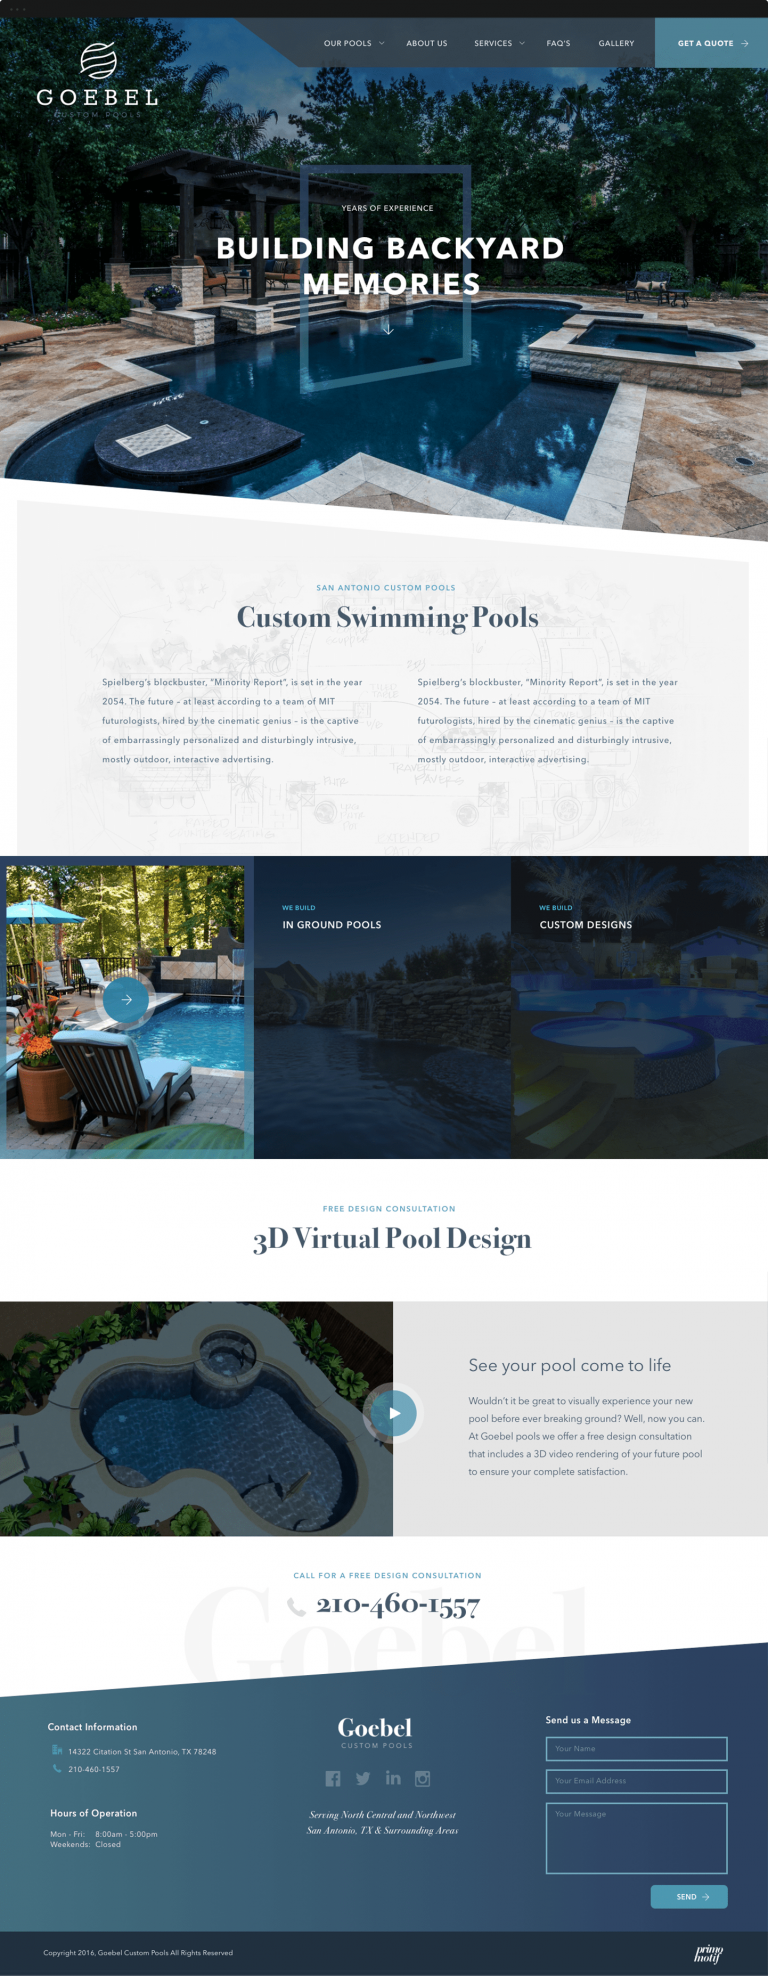 GOEBEL
CUSTOM POOLS
OUR POOLS
ABOUT US
SERVICES
FAQ'S
GALLERY
GET A QUOTE
YEARS OF EXPERIENCE
BUILDING BACKYARD
MEMORIES
SAN ANTONIO CUSTOM POOLS
Custom Swimming Pools
Spielberg's blockbuster, "Minority Report", is set in the year
2054. The future – at least according to a team of MIT
futurologists, hired by the cinematic genius – is the captive
of embarrassingly personalized and disturbingly intrusive,
mostly outdoor, interactive advertising.
Spielberg's blockbuster, "Minority Report", is set in the year
2054. The future – at least according to a team of MIT
futurologists, hired by the cinematic genius – is the captive
of embarrassingly personalized and disturbingly intrusive,
mostly outdoor, interactive advertising.
TRAVERTINE
PAVERS
EXTENDED
PATIO
WE BUILD
IN GROUND POOLS
WE BUILD
CUSTOM DESIGNS
FREE DESIGN CONSULTATION
3D Virtual Pool Design
See your pool come to life
Wouldn't it be great to visually experience your new
pool before ever breaking ground? Well, now you can.
At Goebel pools we offer a free design consultation
that includes a 3D video rendering of your future pool
to ensure your complete satisfaction.
CALL FOR A FREE DESIGN CONSULTATION
210-460-1557
Goebel
Contact Information
14322 Citation St San Antonio, TX 78248
210-460-1557
Hours of Operation
Mon - Fri: 8:00am - 5:00pm
Weekends: Closed
Goebel
CUSTOM POOLS
Serving North Central and Northwest
San Antonio, TX & Surrounding Areas
Send us a Message
Your Name
Your Email Address
Your Message
SEND
Copyright 2016, Goebel Custom Pools All Rights Reserved
primo
motif